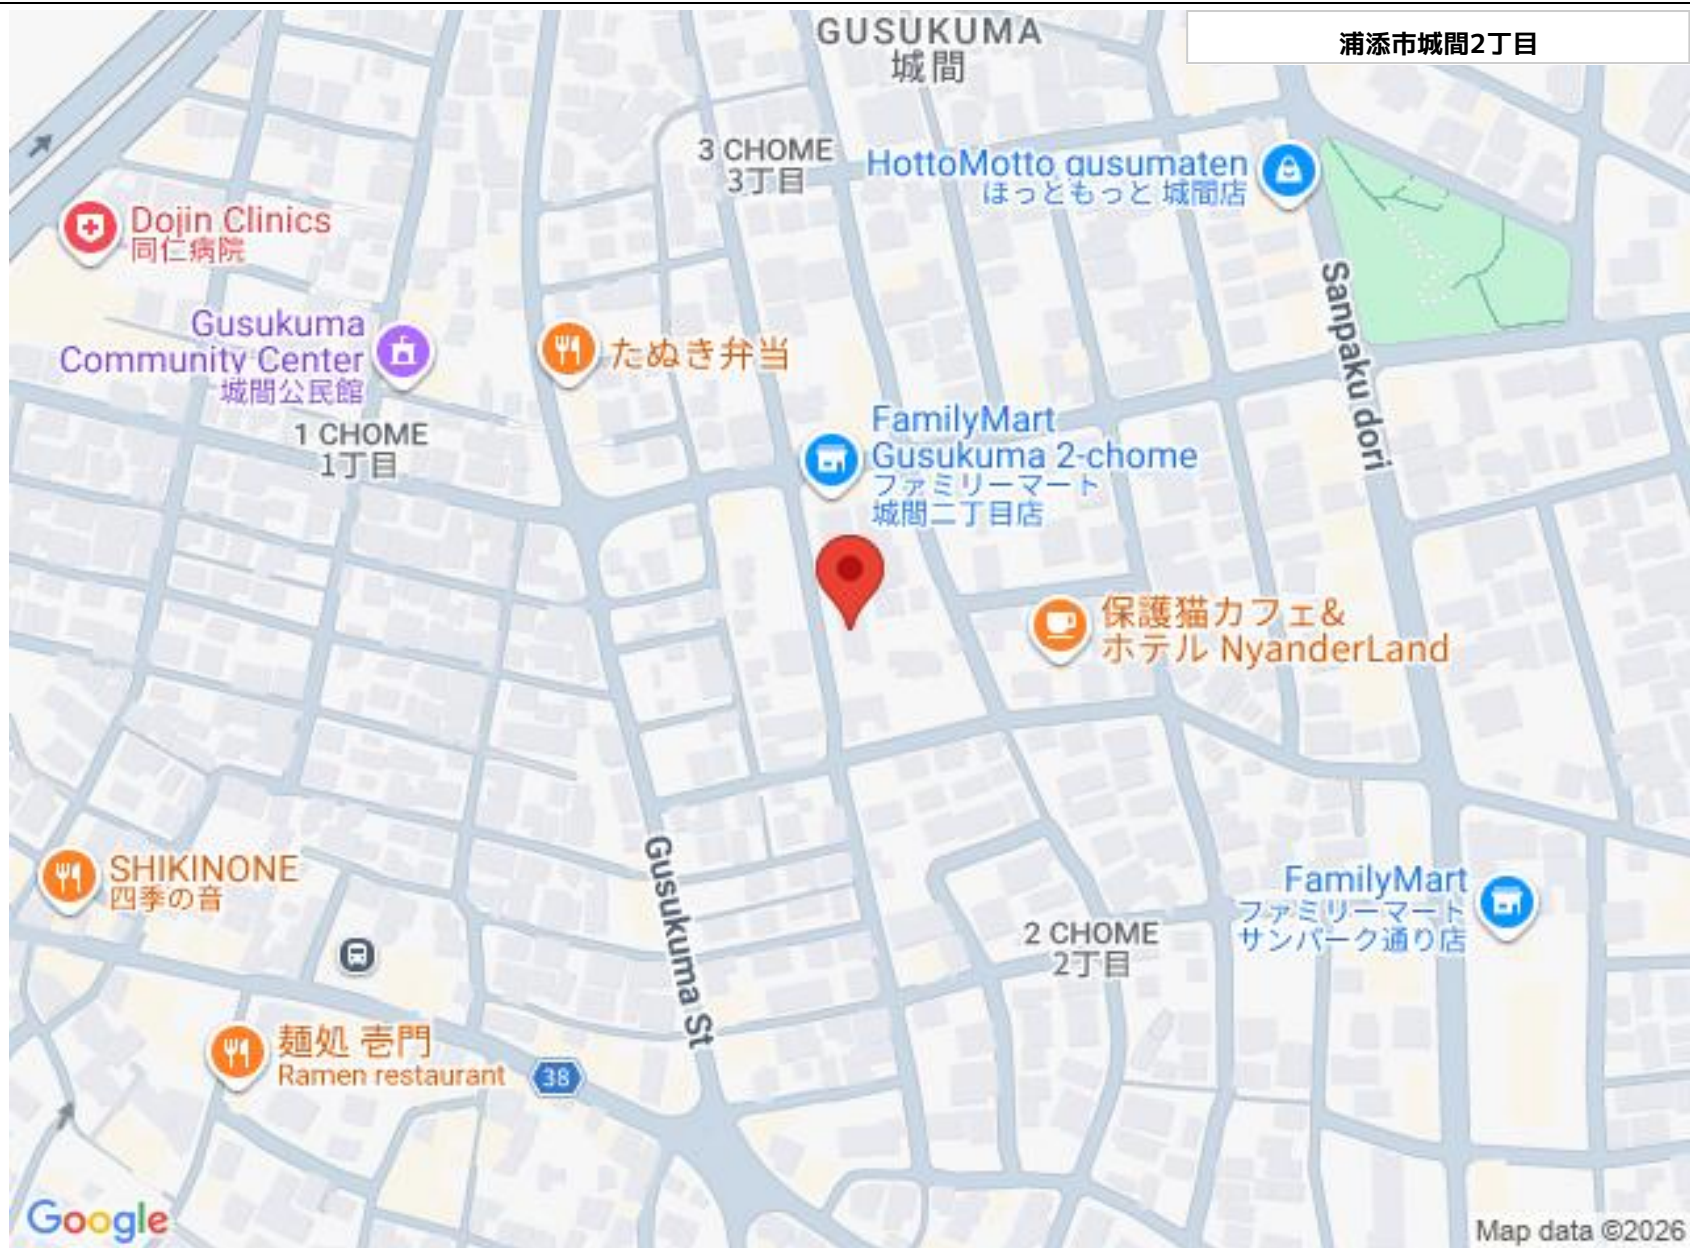 GUSUKUMA
城間
浦添市城間2丁目
3 CHOME
3丁目
HottoMotto gusumaten
ほっともっと 城間店
Dojin Clinics
同仁病院
Gusukuma
Community Center
城間公民館
たぬき弁当
Sanpaku dori
1 CHOME
1丁目
FamilyMart
Gusukuma 2-chome
ファミリーマート
城間二丁目店
保護猫カフェ&
ホテル NyanderLand
SHIKINONE
四季の音
Gusukuma St
FamilyMart
ファミリーマート
サンパーク通り店
2 CHOME
2丁目
麺処 壱門
Ramen restaurant
38
Google
Map data ©2026